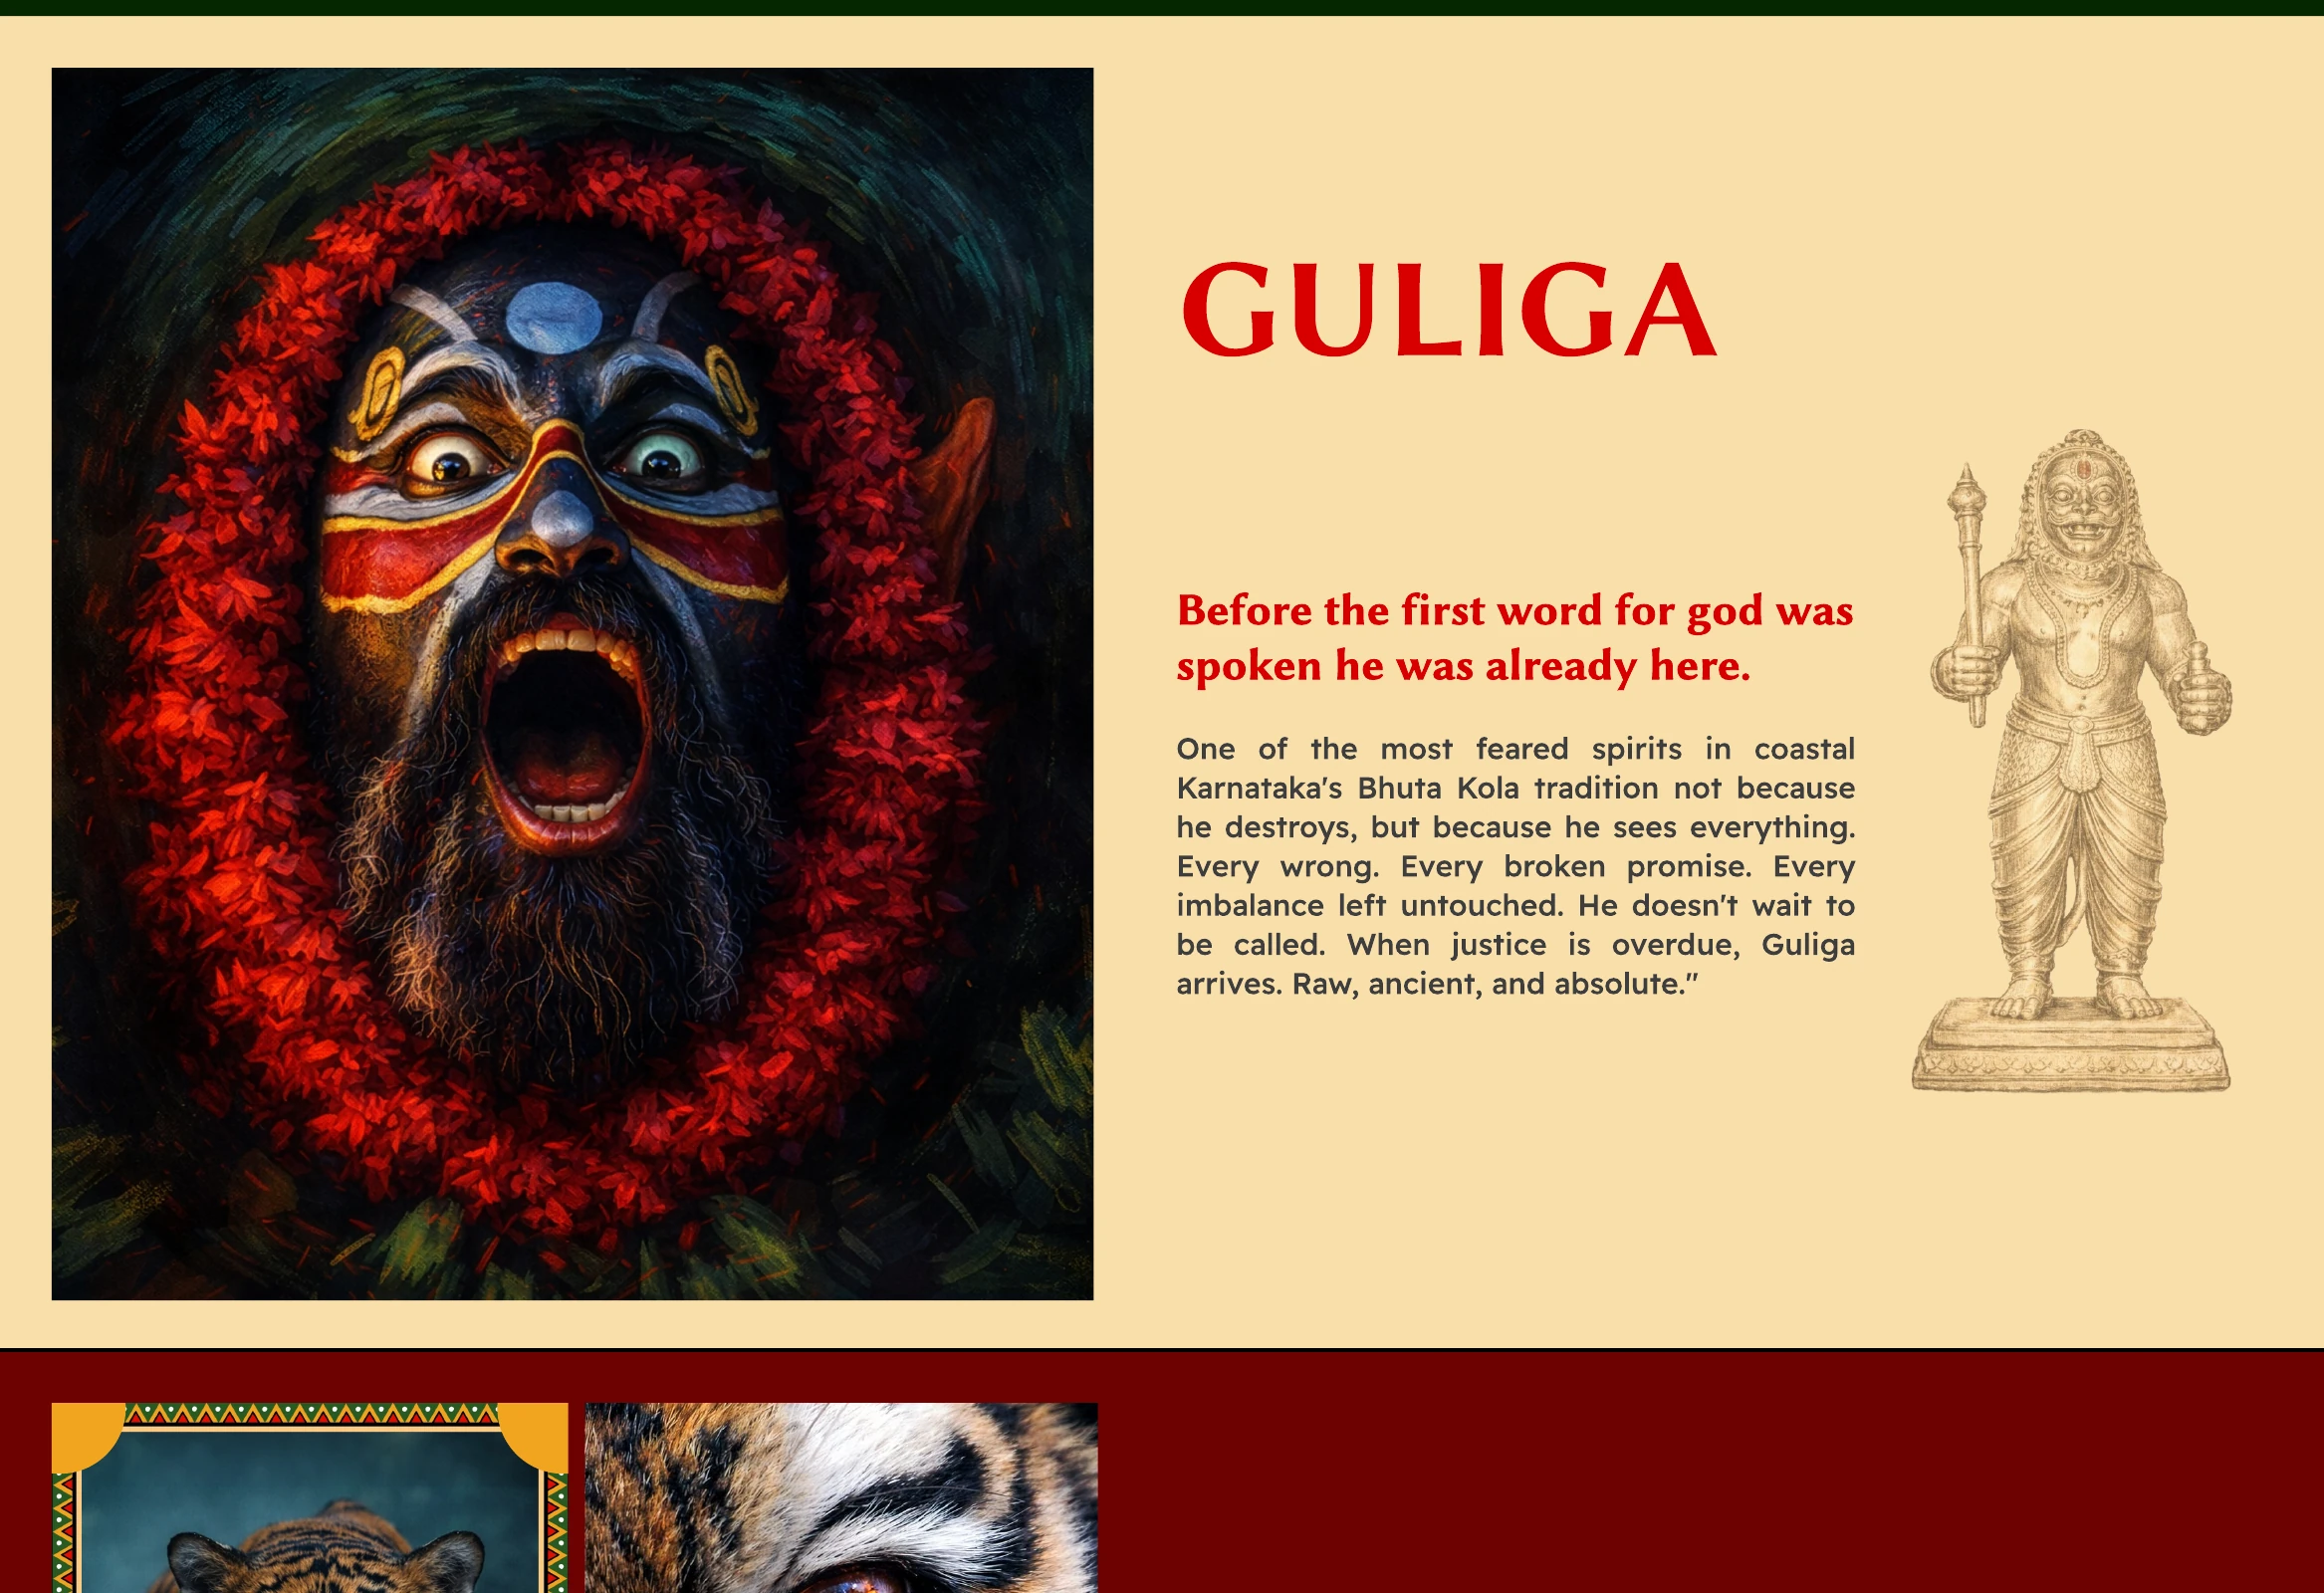 GULIGA
Before the first word for god was
spoken he was already here.
One of the most feared spirits in coastal
Karnataka's Bhuta Kola tradition not because
he destroys, but because he sees everything.
Every wrong. Every broken promise. Every
imbalance left untouched. He doesn't wait to
be called. When justice is overdue, Guliga
arrives. Raw, ancient, and absolute."